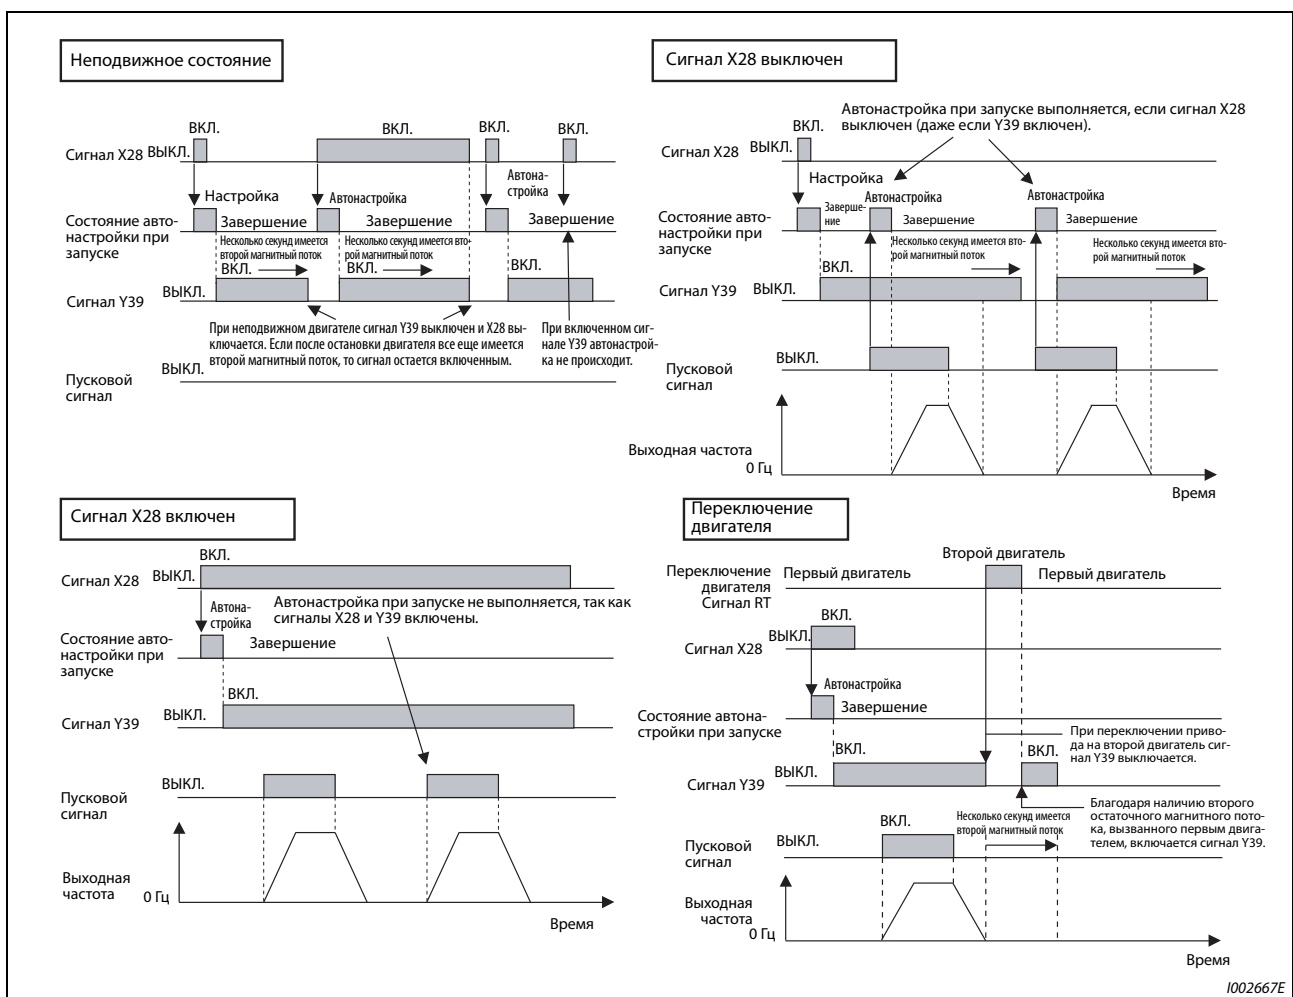 Неподвижное состояние
ВКЛ.
ВКЛ.
ВКЛ.
ВКЛ.
Сигнал X28
ВЫКЛ.
Настройка
Автонастройка
Автона-
стройка
Состояние авто-
настройки при
запуске
Завершение
Завершение
Завершение
Несколько секунд имеется
второй магнитный поток
Несколько секунд имеется вто-
рой магнитный поток
ВКЛ.
ВКЛ.
Сигнал Y39
ВЫКЛ.
При неподвижном двигателе сигнал Y39 выключен и X28 вы-
ключается. Если после остановки двигателя все еще имеется
второй магнитный поток, то сигнал остается включенным.
При включенном сиг-
нале Y39 автонастрой-
ка не происходит.
Пусковой
сигнал
ВЫКЛ.
Сигнал X28 выключен
Автонастройка при запуске выполняется, если сигнал X28
выключен (даже если Y39 включен).
ВКЛ.
Сигнал X28
ВЫКЛ.
Настройка
Автонастройка
Автонастройка
Состояние авто-
настройки при
запуске
Заверше-
ние
Завершение
Завершение
Несколько секунд имеется вто-
рой магнитный поток
Несколько секунд имеется вто-
рой магнитный поток
ВКЛ.
Сигнал Y39
ВЫКЛ.
Пусковой
сигнал
ВЫКЛ.
Выходная частота
0 Гц
Время
Сигнал X28 включен
ВКЛ.
Сигнал X28
ВЫКЛ.
Автона-
стройка
Автонастройка при запуске не выполняется, так как
сигналы X28 и Y39 включены.
Состояние авто-
настройки при
запуске
Завершение
ВКЛ.
Сигнал Y39
ВЫКЛ.
Пусковой
сигнал
ВЫКЛ.
Выходная
частота
0 Гц
Время
Переключение
двигателя
Второй двигатель
Переключение
двигателя
Сигнал RT
Первый двигатель
Первый двигатель
ВКЛ.
Сигнал X28
ВЫКЛ.
Автонастройка
Состояние автона-
стройки при запуске
Завершение
При переключении приво-
да на второй двигатель сиг-
нал Y39 выключается.
ВКЛ.
ВКЛ.
Сигнал Y39
ВЫКЛ.
Благодаря наличию второго
остаточного магнитного пото-
ка, вызванного первым двига-
телем, включается сигнал Y39.
Несколько секунд имеется
второй магнитный поток
ВКЛ.
Пусковой
сигнал
ВЫКЛ.
Выходная
частота
0 Гц
Время
I002667E